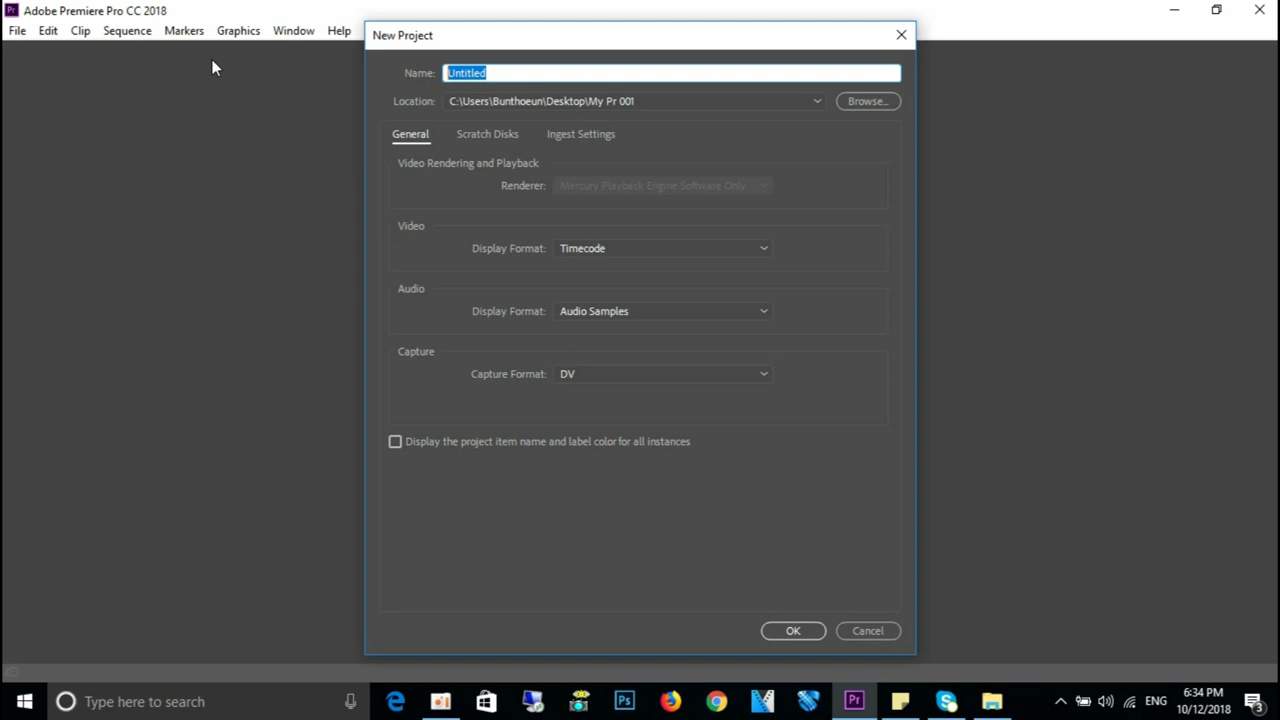 Pr Adobe Premiere Pro CC 2018
File Edit Clip Sequence Markers Graphics Window Help
New Project
Name: Untitled
Location: C:\Users\Bunthoeun\Desktop\My Pr 001 Browse...
General Scratch Disks Ingest Settings
Video Rendering and Playback
Renderer: Mercury Playback Engine Software Only
Video
Display Format: Timecode
Audio
Display Format: Audio Samples
Capture
Capture Format: DV
Display the project item name and label color for all instances
OK Cancel
Type here to search
Ps
Pr
ENG
6:34 PM
10/12/2018
3